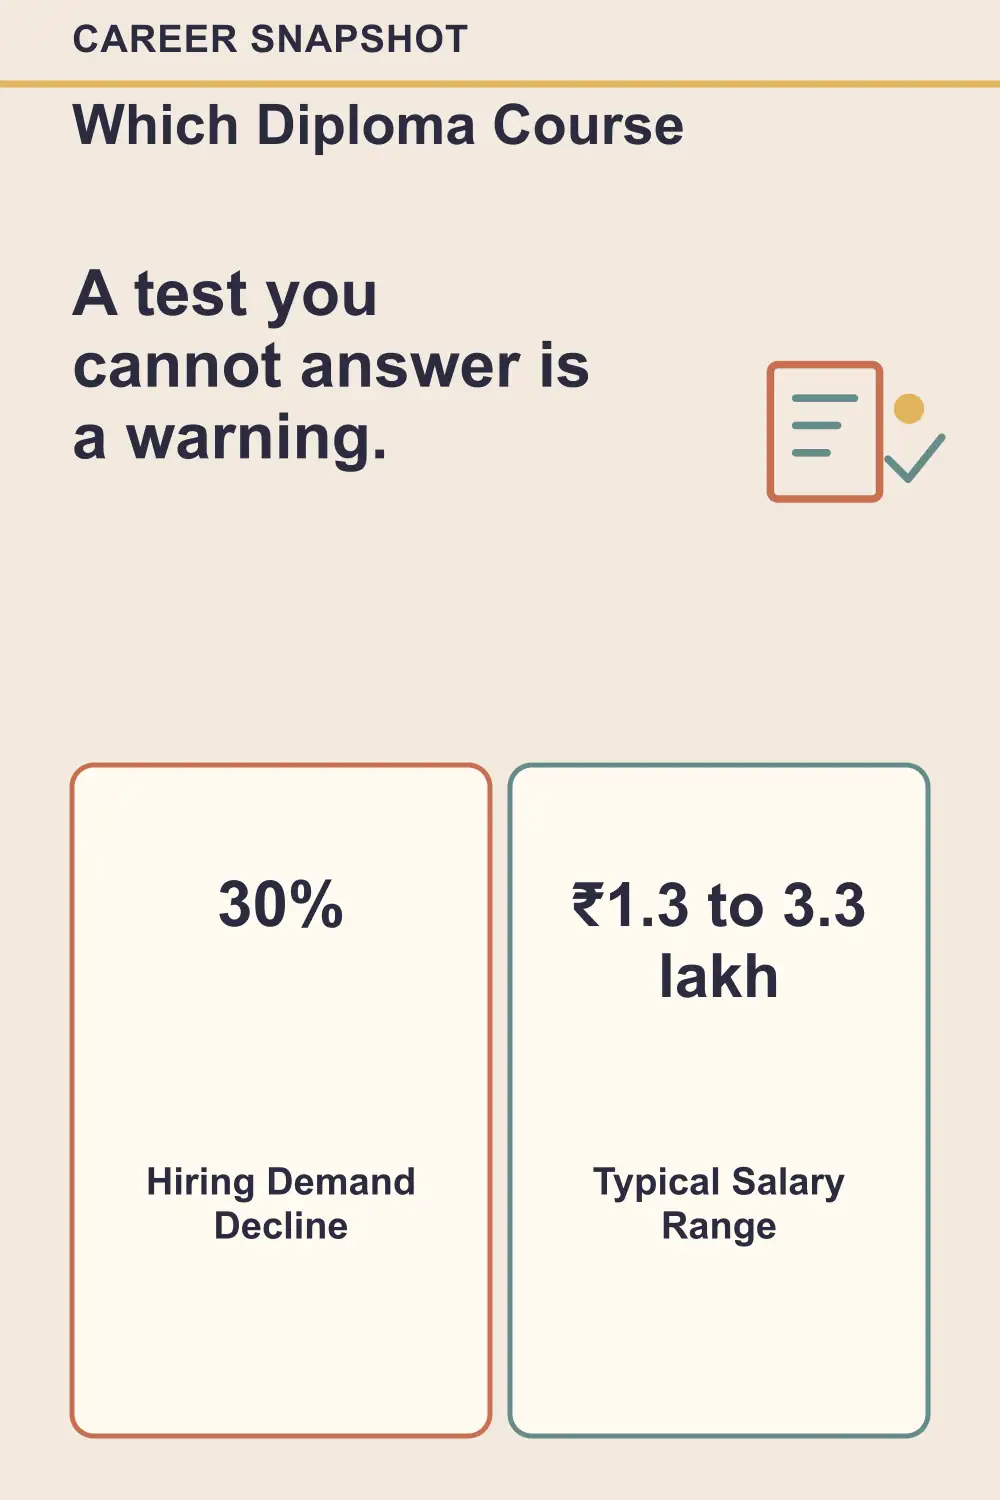 CAREER SNAPSHOT
Which Diploma Course
A test you
cannot answer is
a warning.
30%
Hiring Demand
Decline
₹1.3 to 3.3
lakh
Typical Salary
Range